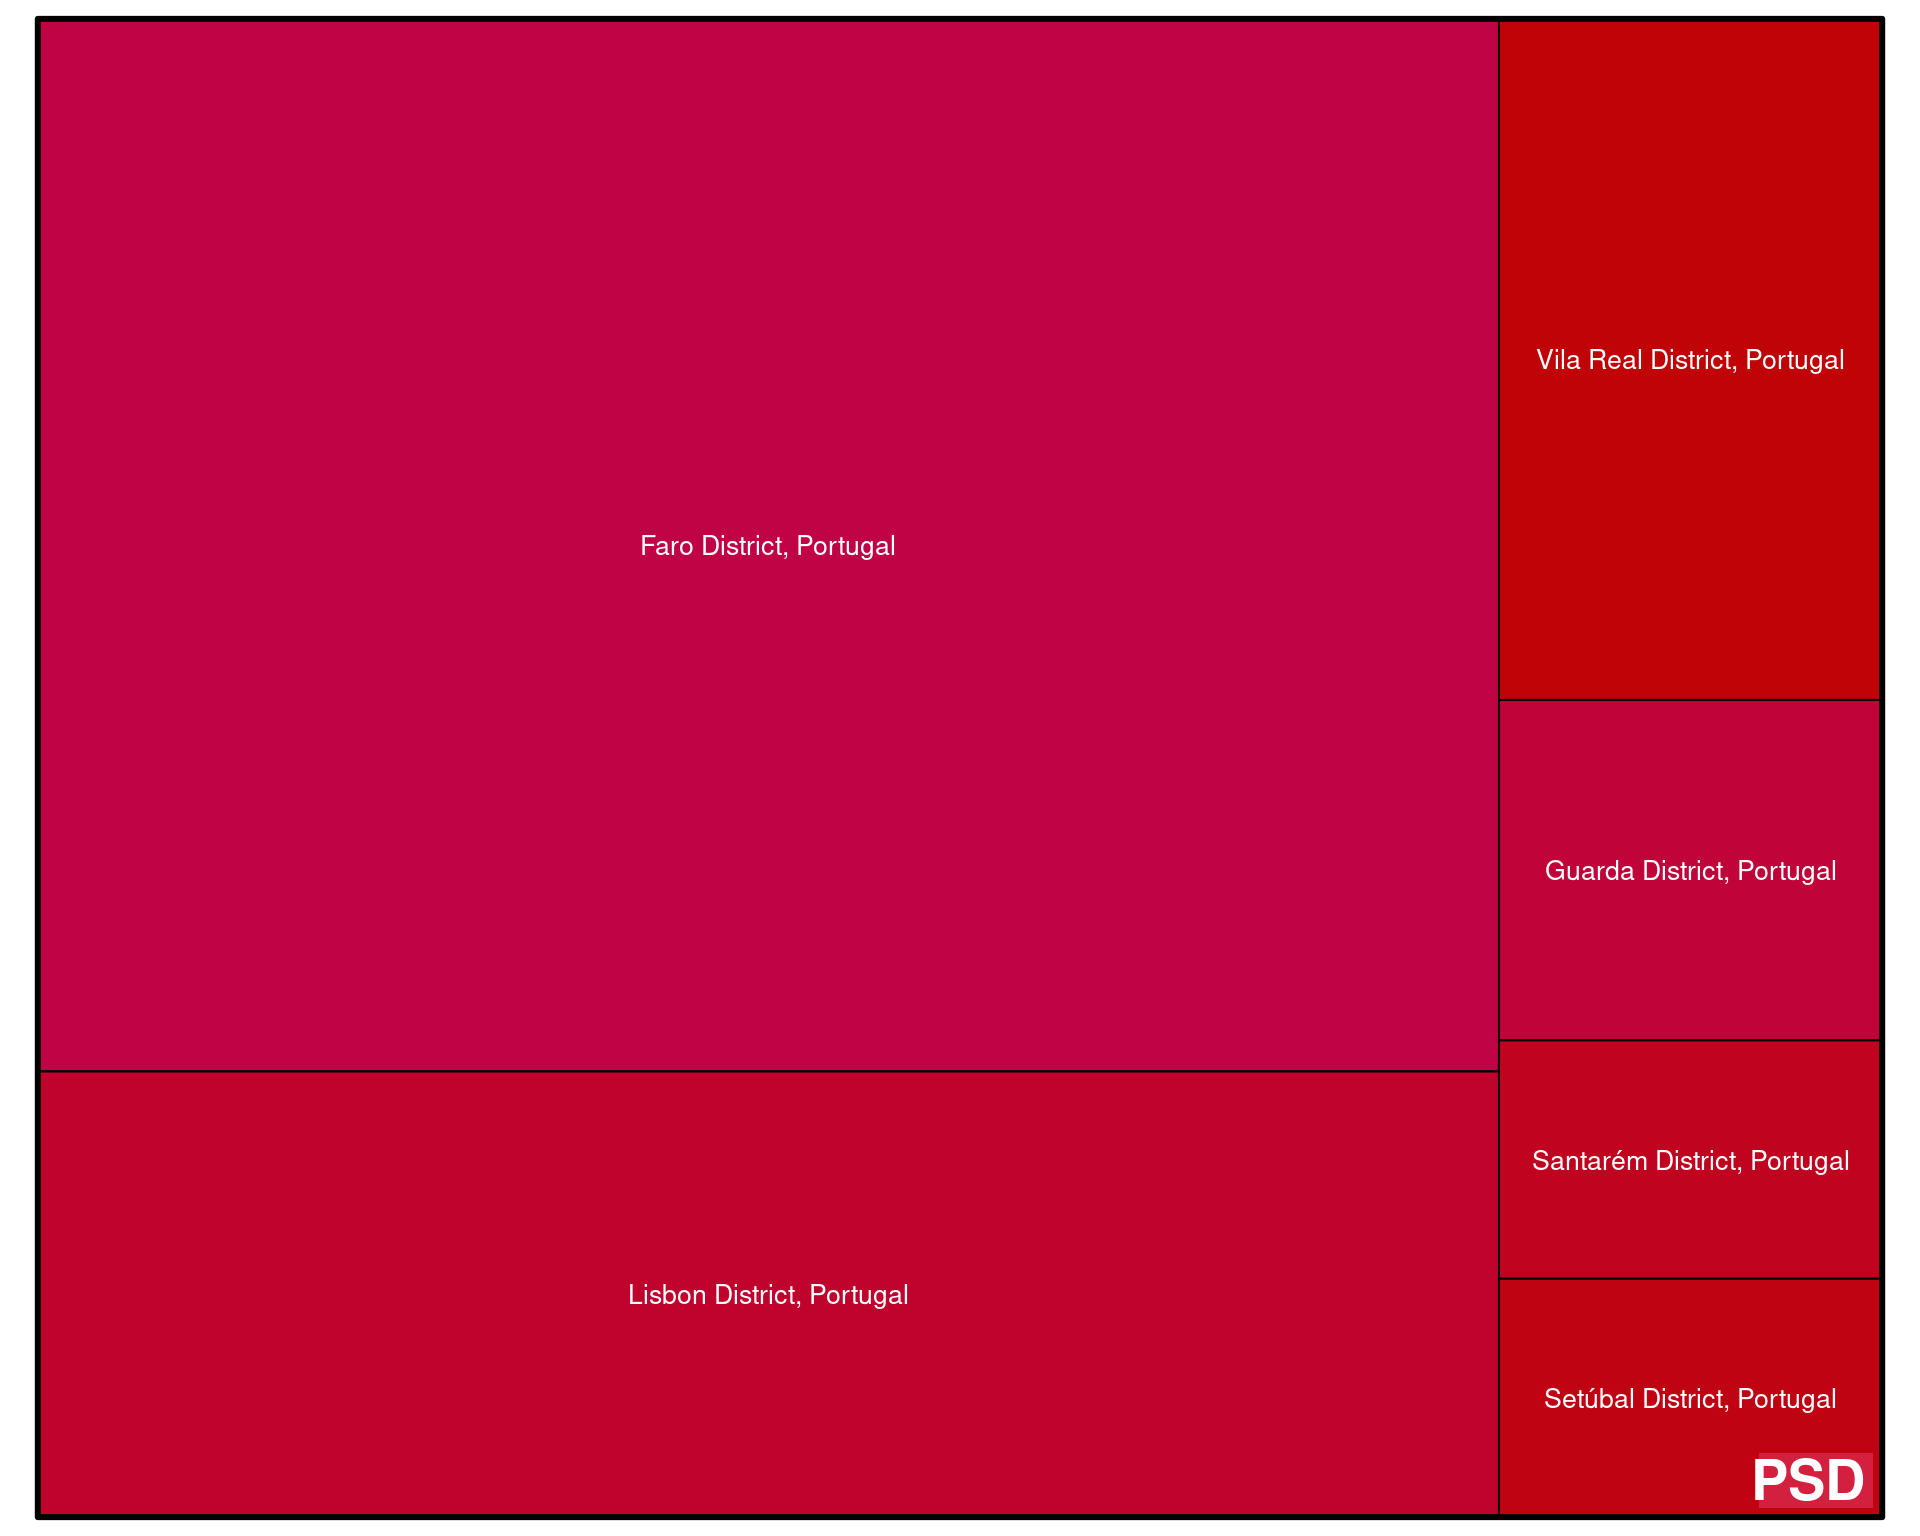 Faro District, Portugal
Lisbon District, Portugal
Vila Real District, Portugal
Guarda District, Portugal
Santarém District, Portugal
Setúbal District, Portugal
PSD